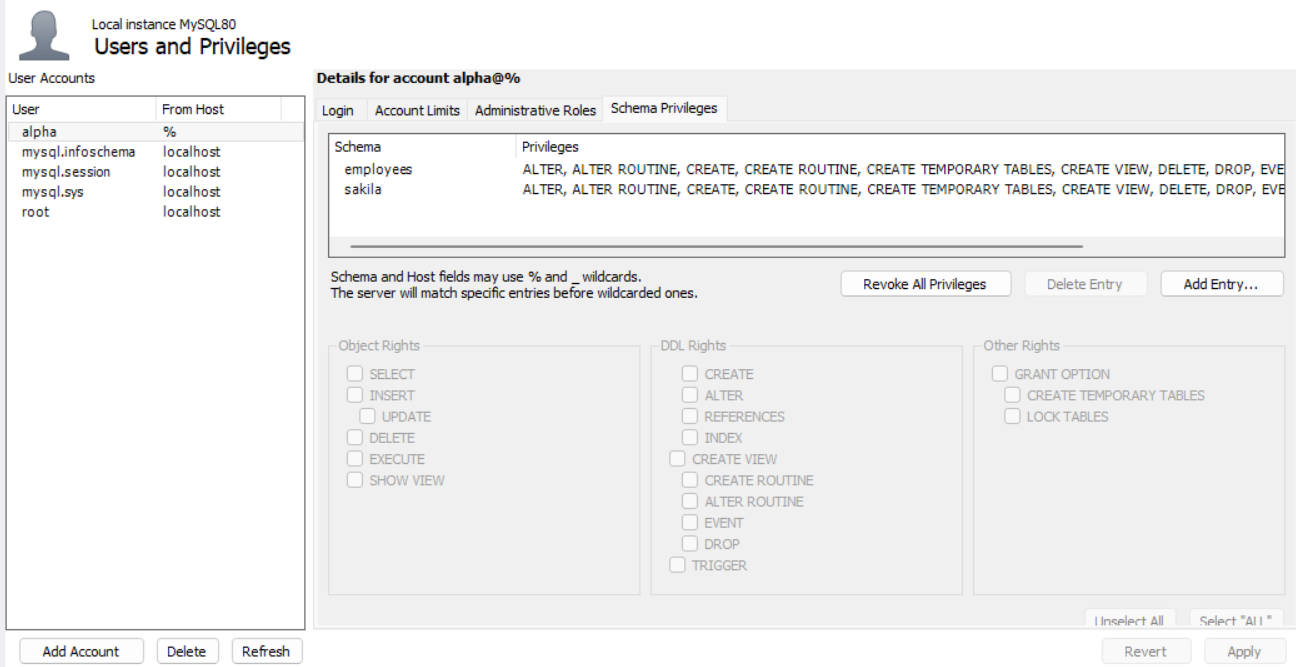 Local instance MySQL80
Users and Privileges
User Accounts
User From Host
alpha %
mysql.infoschema localhost
mysql.session localhost
mysql.sys localhost
root localhost
Add Account Delete Refresh
Details for account alpha@%
Login Account Limits Administrative Roles Schema Privileges
Schema Privileges
employees ALTER, ALTER ROUTINE, CREATE, CREATE ROUTINE, CREATE TEMPORARY TABLES, CREATE VIEW, DELETE, DROP, EVE
sakila ALTER, ALTER ROUTINE, CREATE, CREATE ROUTINE, CREATE TEMPORARY TABLES, CREATE VIEW, DELETE, DROP, EVE
Schema and Host fields may use % and _ wildcards.
The server will match specific entries before wildcarded ones.
Revoke All Privileges Delete Entry Add Entry...
Object Rights
SELECT
INSERT
UPDATE
DELETE
EXECUTE
SHOW VIEW
DDL Rights
CREATE
ALTER
REFERENCES
INDEX
CREATE VIEW
CREATE ROUTINE
ALTER ROUTINE
EVENT
DROP
TRIGGER
Other Rights
GRANT OPTION
CREATE TEMPORARY TABLES
LOCK TABLES
Unselect All Select "ALL"
Revert Apply